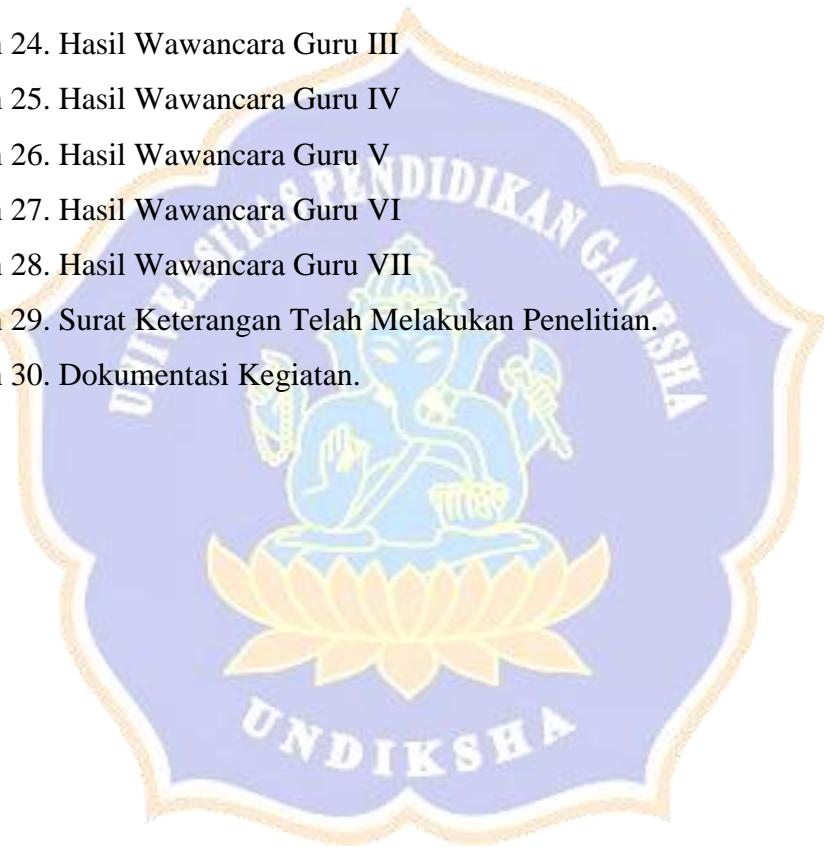 n 24. Hasil Wawancara Guru III
n 25. Hasil Wawancara Guru IV
n 26. Hasil Wawancara Guru V
n 27. Hasil Wawancara Guru VI
n 28. Hasil Wawancara Guru VII
n 29. Surat Keterangan Telah Melakukan Penelitian.
n 30. Dokumentasi Kegiatan.
UNIVERSITAS PENDIDIKAN GANESHA
UNDIKSHA